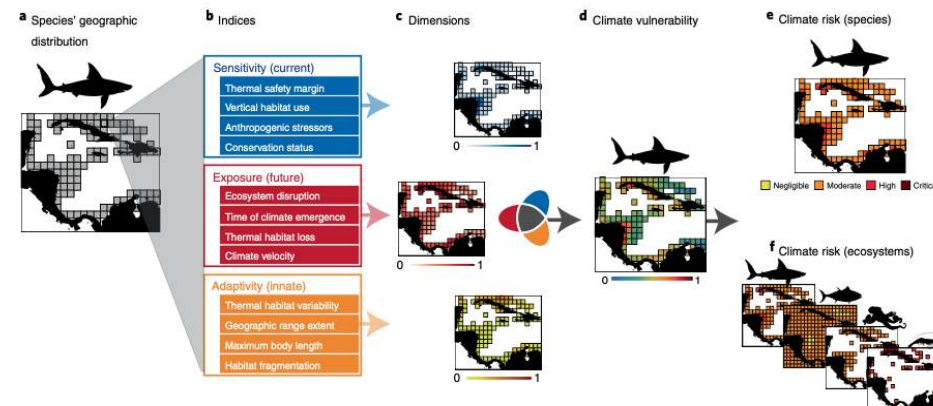 a Species' geographic
distribution
b Indices
Sensitivity (current)
Thermal safety margin
Vertical habitat use
Anthropogenic stressors
Conservation status
Exposure (future)
Ecosystem disruption
Time of climate emergence
Thermal habitat loss
Climate velocity
Adaptivity (innate)
Thermal habitat variability
Geographic range extent
Maximum body length
Habitat fragmentation
c Dimensions
0 1
0 1
0 1
d Climate vulnerability
0 1
e Climate risk (species)
Negligible Moderate High Critica
f Climate risk (ecosystems)